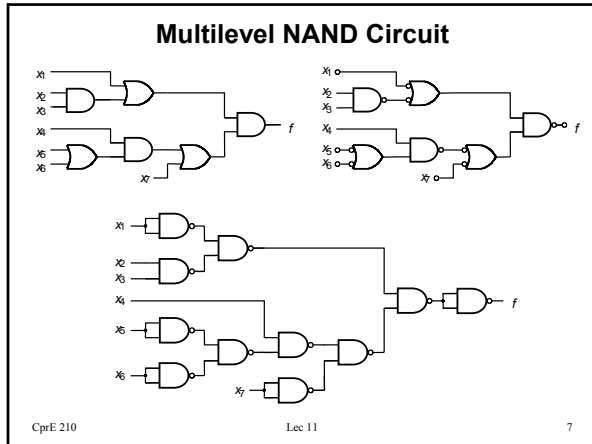 Multilevel NAND Circuit
x1
x2
x3
x4
x5
x6
x7
f
x1
x2
x3
x4
x5
x6
x7
f
x1
x2
x3
x4
x5
x6
x7
f
CprE 210 Lec 11 7